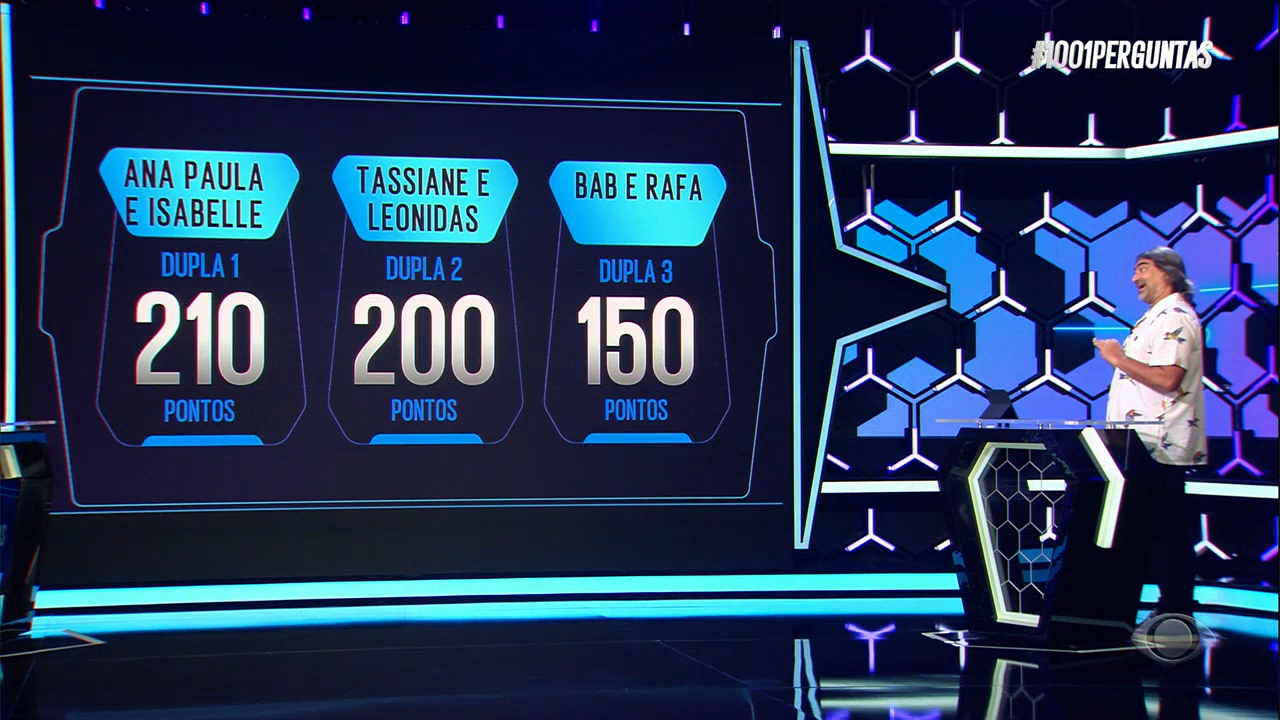 #1001PERGUNTAS
ANA PAULA
E ISABELLE
DUPLA 1
210
PONTOS
TASSIANE E
LEONIDAS
DUPLA 2
200
PONTOS
BAB E RAFA
DUPLA 3
150
PONTOS